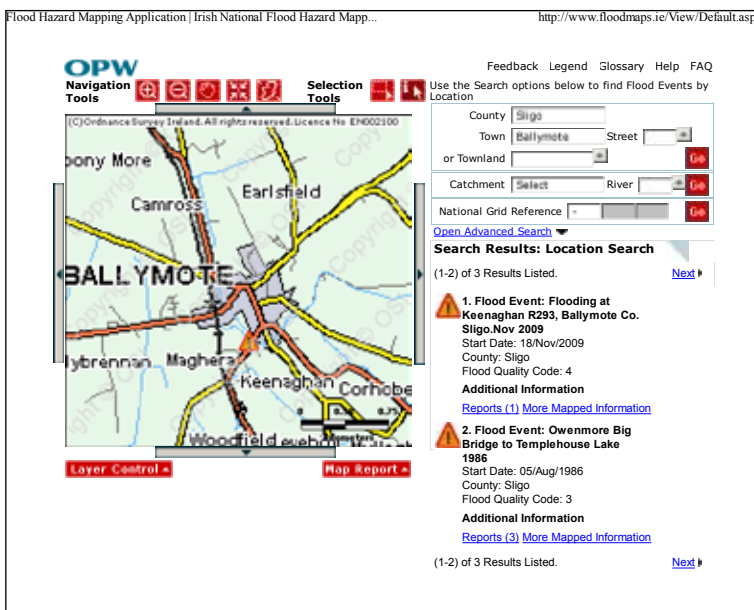 Flood Hazard Mapping Application | Irish National Flood Hazard Mapp...
http://www.floodmaps.ie/View/Default.asp
OPW
Feedback Legend Glossary Help FAQ
Navigation Tools
Selection Tools
Use the Search options below to find Flood Events by
Location
(C)Ordnance Survey Ireland. All rights reserved. Licence No EN002100
County Sligo
Town Ballymote Street
or Townland Go
Catchment Select River Go
National Grid Reference - Go
Open Advanced Search
Search Results: Location Search
(1-2) of 3 Results Listed. Next
1. Flood Event: Flooding at
Keenaghan R293, Ballymote Co.
Sligo.Nov 2009
Start Date: 18/Nov/2009
County: Sligo
Flood Quality Code: 4
Additional Information
Reports (1) More Mapped Information
2. Flood Event: Owenmore Big
Bridge to Templehouse Lake
1986
Start Date: 05/Aug/1986
County: Sligo
Flood Quality Code: 3
Additional Information
Reports (3) More Mapped Information
(1-2) of 3 Results Listed. Next
oony More
Camross
Earlsfield
BALLYMOTE
lybrennan
Maghera
Keenaghan
Corhobe
Woodfield
Layer Control
Map Report